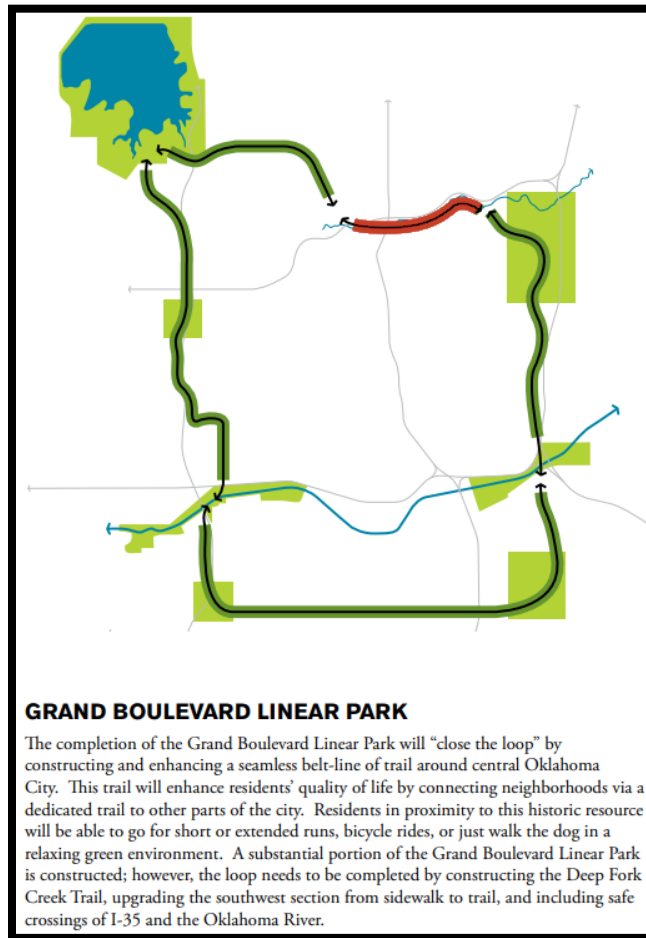 GRAND BOULEVARD LINEAR PARK
The completion of the Grand Boulevard Linear Park will “close the loop” by
constructing and enhancing a seamless belt-line of trail around central Oklahoma
City.  This trail will enhance residents’ quality of life by connecting neighborhoods via a
dedicated trail to other parts of the city.  Residents in proximity to this historic resource
will be able to go for short or extended runs, bicycle rides, or just walk the dog in a
relaxing green environment.  A substantial portion of the Grand Boulevard Linear Park
is constructed; however, the loop needs to be completed by constructing the Deep Fork
Creek Trail, upgrading the southwest section from sidewalk to trail, and including safe
crossings of I-35 and the Oklahoma River.